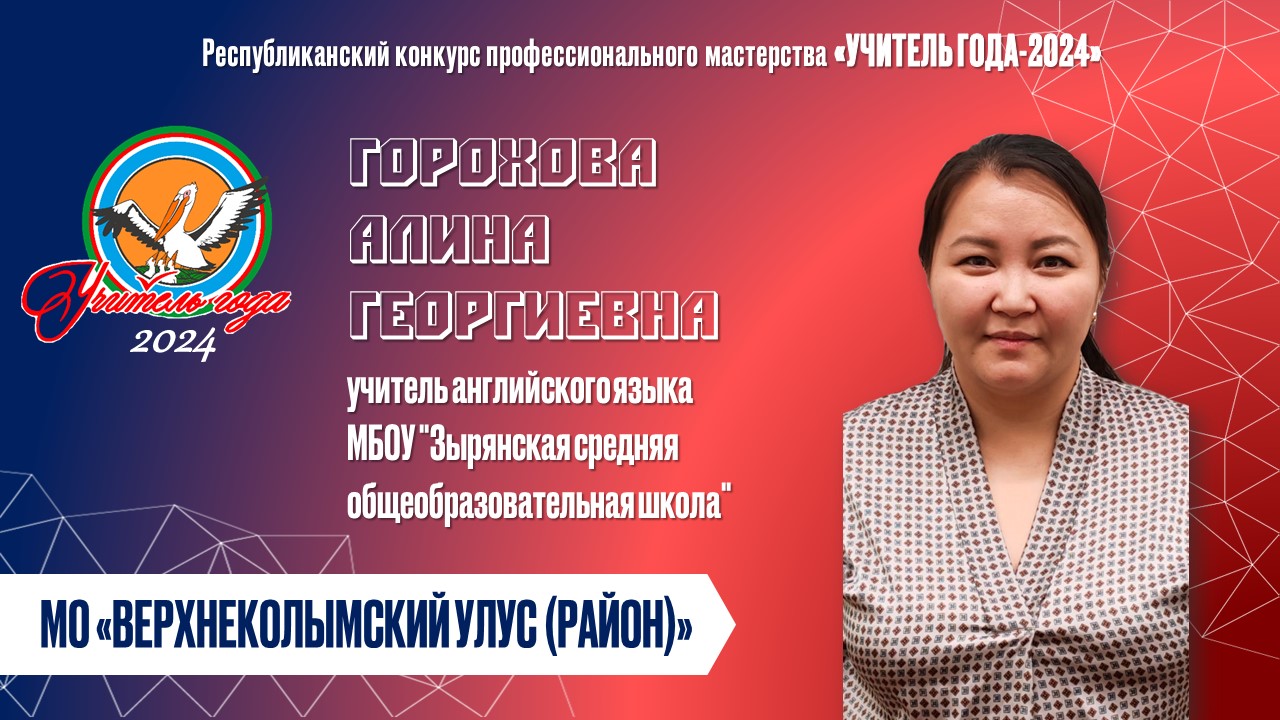 Республиканский конкурс профессионального мастерства «УЧИТЕЛЬ ГОДА-2024»
Учитель года
2024
ГОРОХОВА
АЛИНА
ГЕОРГИЕВНА
учитель английского языка
МБОУ "Зырянская средняя
общеобразовательная школа"
МО «ВЕРХНЕКОЛЫМСКИЙ УЛУС (РАЙОН)»